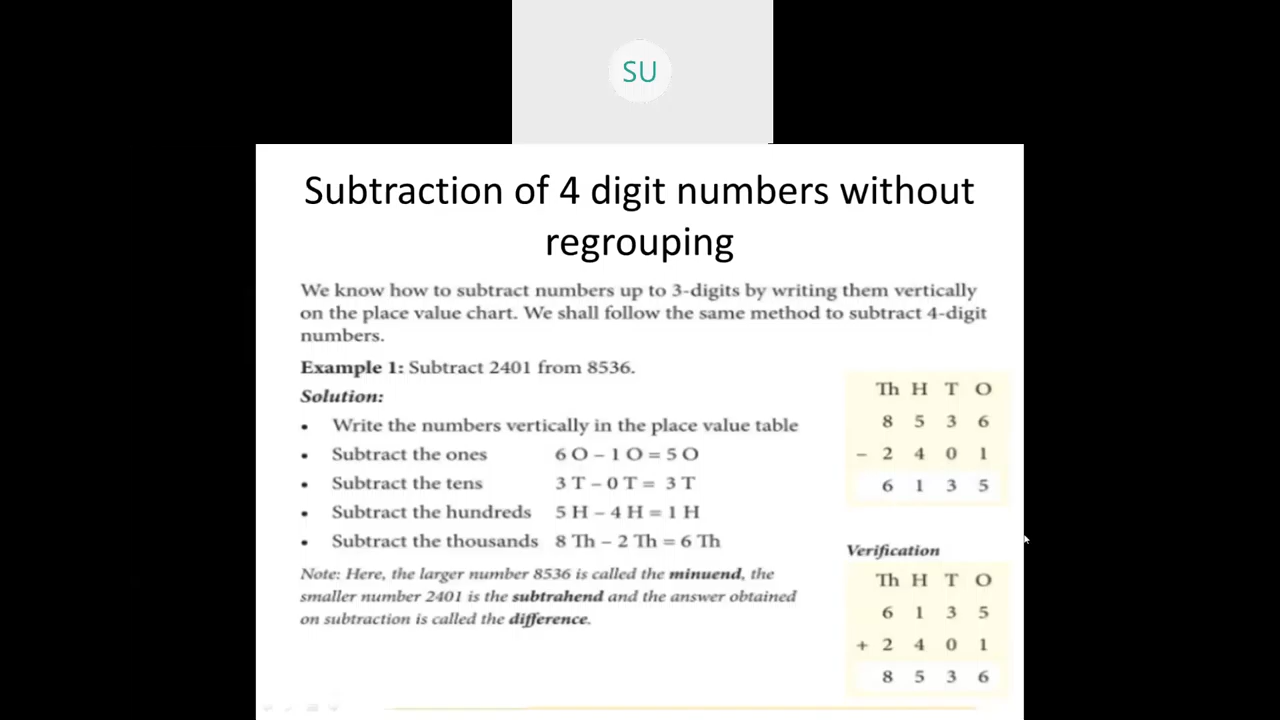 SU
Subtraction of 4 digit numbers without
regrouping
We know how to subtract numbers up to 3-digits by writing them vertically
on the place value chart. We shall follow the same method to subtract 4-digit
numbers.
Example 1: Subtract 2401 from 8536.
Solution:
• Write the numbers vertically in the place value table
• Subtract the ones 6 O – 1 O = 5 O
• Subtract the tens 3 T – 0 T = 3 T
• Subtract the hundreds 5 H – 4 H = 1 H
• Subtract the thousands 8 Th – 2 Th = 6 Th
Note: Here, the larger number 8536 is called the minuend, the
smaller number 2401 is the subtrahend and the answer obtained
on subtraction is called the difference.
Th H T O
8 5 3 6
– 2 4 0 1
6 1 3 5
Verification
Th H T O
6 1 3 5
+ 2 4 0 1
8 5 3 6